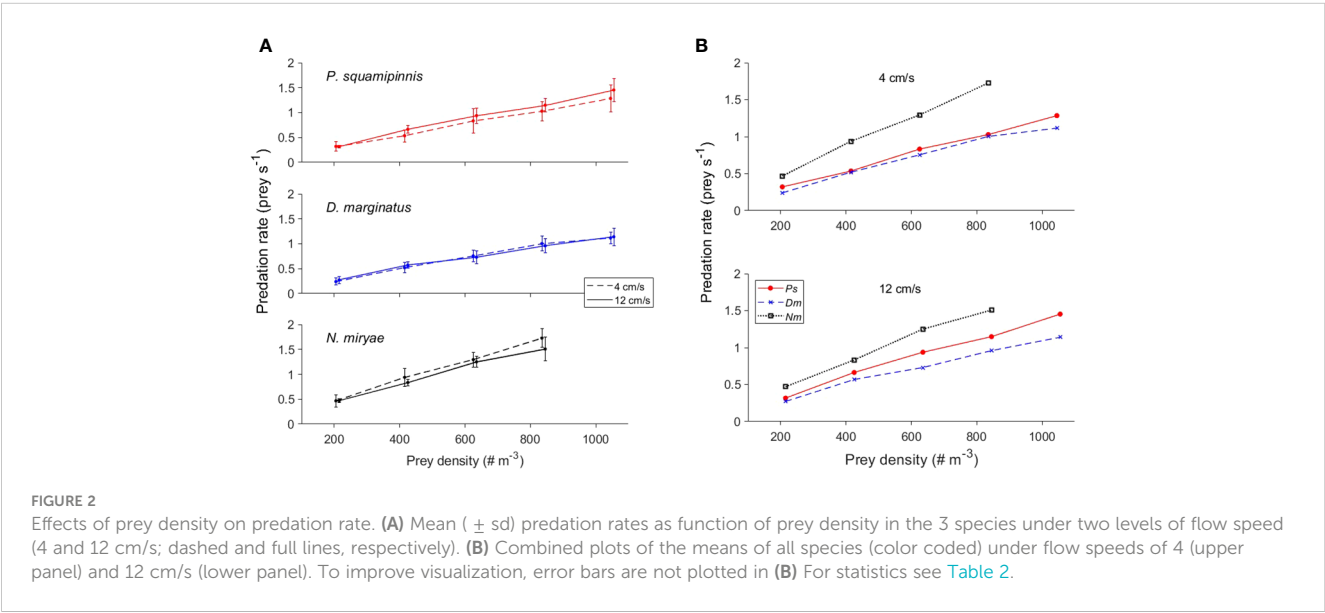 A
Predation rate (prey s-1)
2
1.5
1
0.5
0
P. squamipinnis
2
1.5
1
0.5
0
D. marginatus
4 cm/s
12 cm/s
2
1.5
1
0.5
0
N. miryae
200 400 600 800 1000
Prey density (# m-3)
B
Predation rate (prey s-1)
2
1.5
1
0.5
0
4 cm/s
200 400 600 800 1000
2
1.5
1
0.5
0
12 cm/s
Ps
Dm
Nm
200 400 600 800 1000
Prey density (# m-3)
FIGURE 2
Effects of prey density on predation rate. (A) Mean ( ± sd) predation rates as function of prey density in the 3 species under two levels of flow speed
(4 and 12 cm/s; dashed and full lines, respectively). (B) Combined plots of the means of all species (color coded) under flow speeds of 4 (upper
panel) and 12 cm/s (lower panel). To improve visualization, error bars are not plotted in (B) For statistics see Table 2.